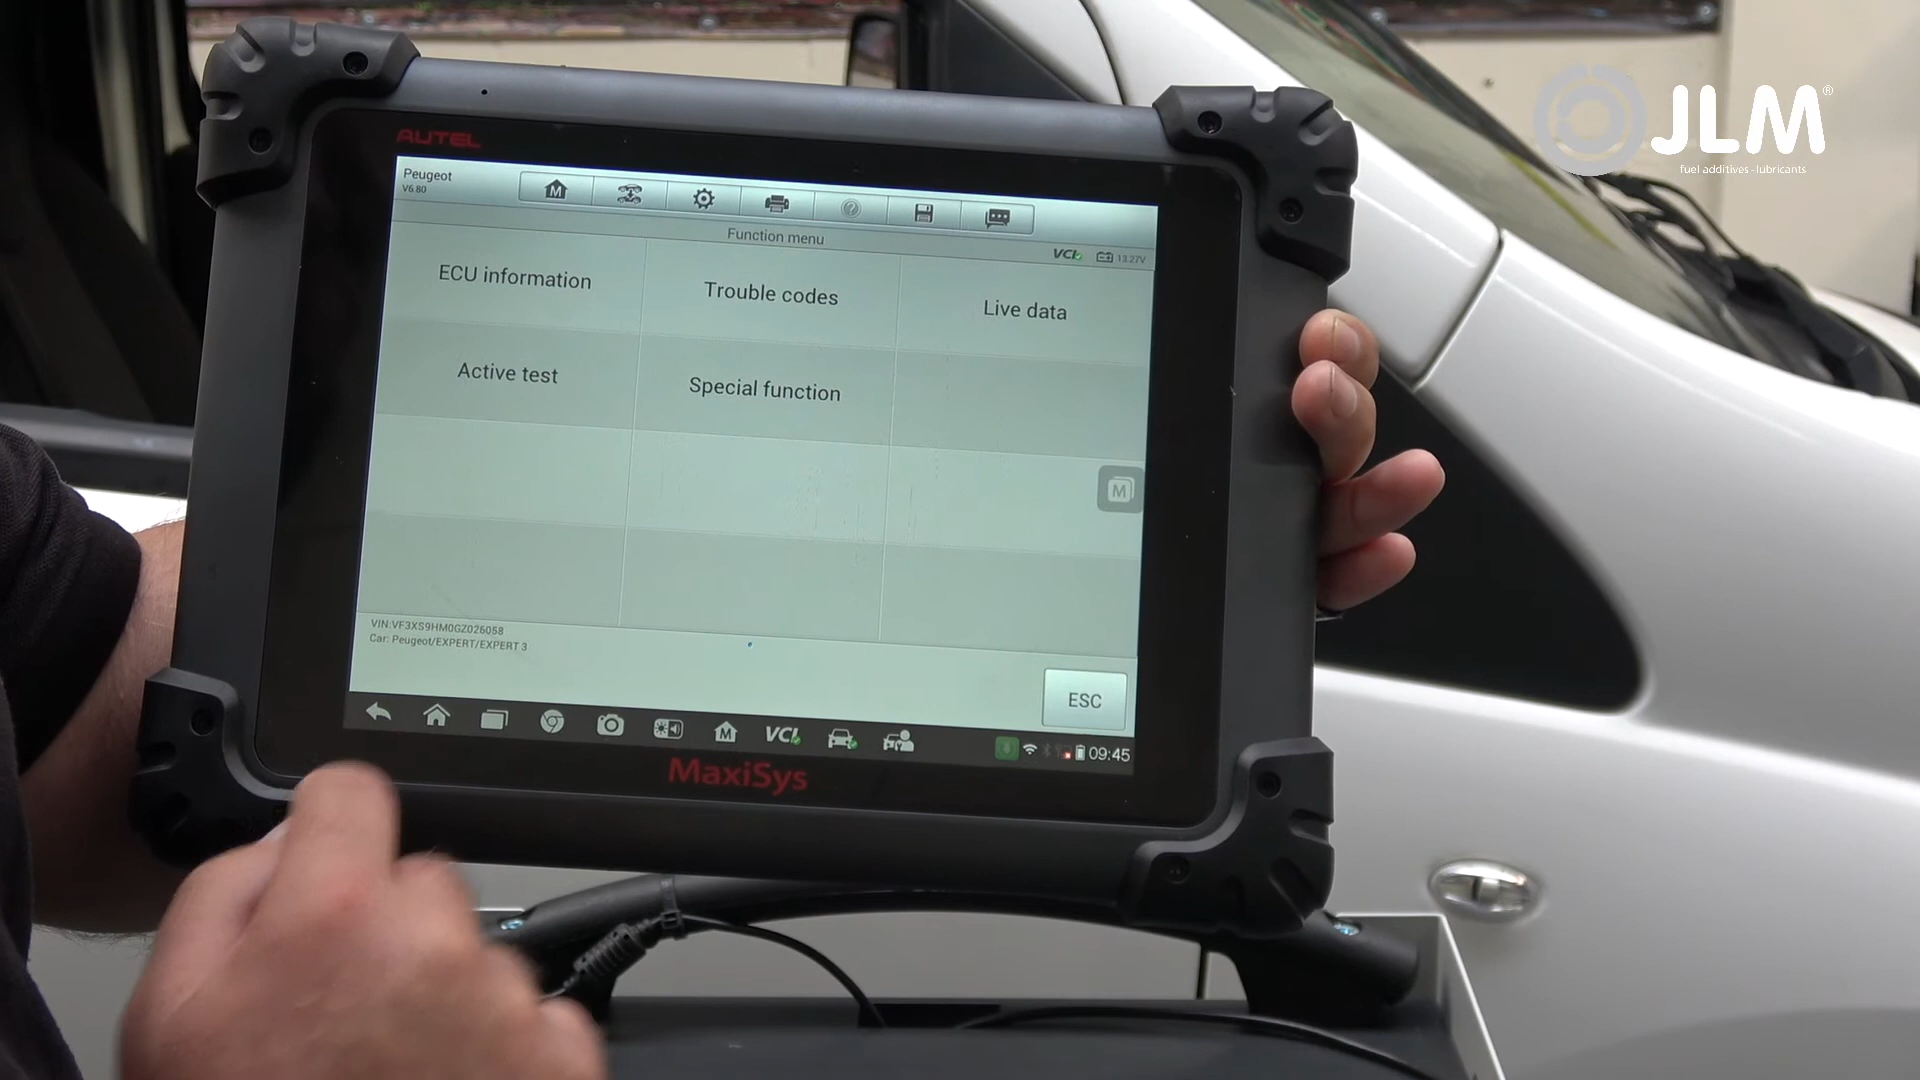 JLM®
fuel additives - lubricants
AUTEL
Peugeot
V6.80
M
Function menu
VCI
13.27V
ECU information
Trouble codes
Live data
Active test
Special function
M
VIN:VF3XS9HM0GZ026058
Car: Peugeot/EXPERT/EXPERT 3
ESC
M
VCI
09:45
MaxiSys